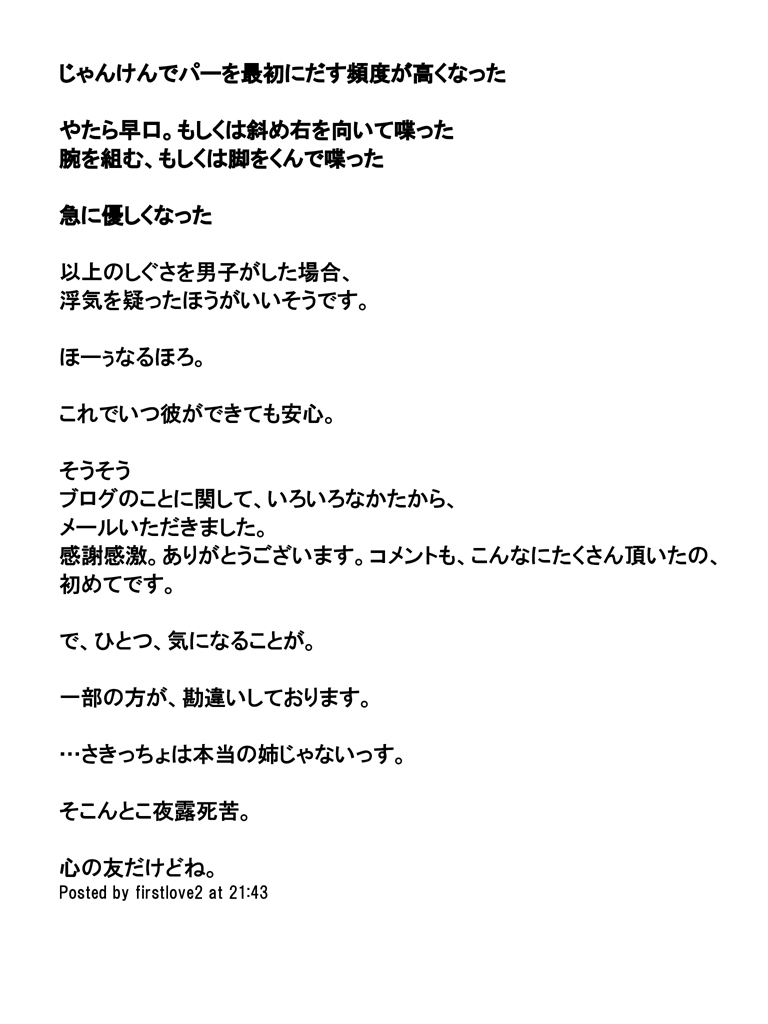 じゃんけんでパーを最初にだす頻度が高くなった
やたら早口。もしくは斜め右を向いて喋った
腕を組む、もしくは脚をくんで喋った
急に優しくなった
以上のしぐさを男子がした場合、
浮気を疑ったほうがいいそうです。
ほーぅなるほろ。
これでいつ彼ができても安心。
そうそう
ブログのことに関して、いろいろなかたから、
メールいただきました。
感謝感激。ありがとうございます。コメントも、こんなにたくさん頂いたの、
初めてです。
で、ひとつ、気になることが。
一部の方が、勘違いしております。
…さきっちょは本当の姉じゃないっす。
そこんとこ夜露死苦。
心の友だけどね。
Posted by firstlove2 at 21:43